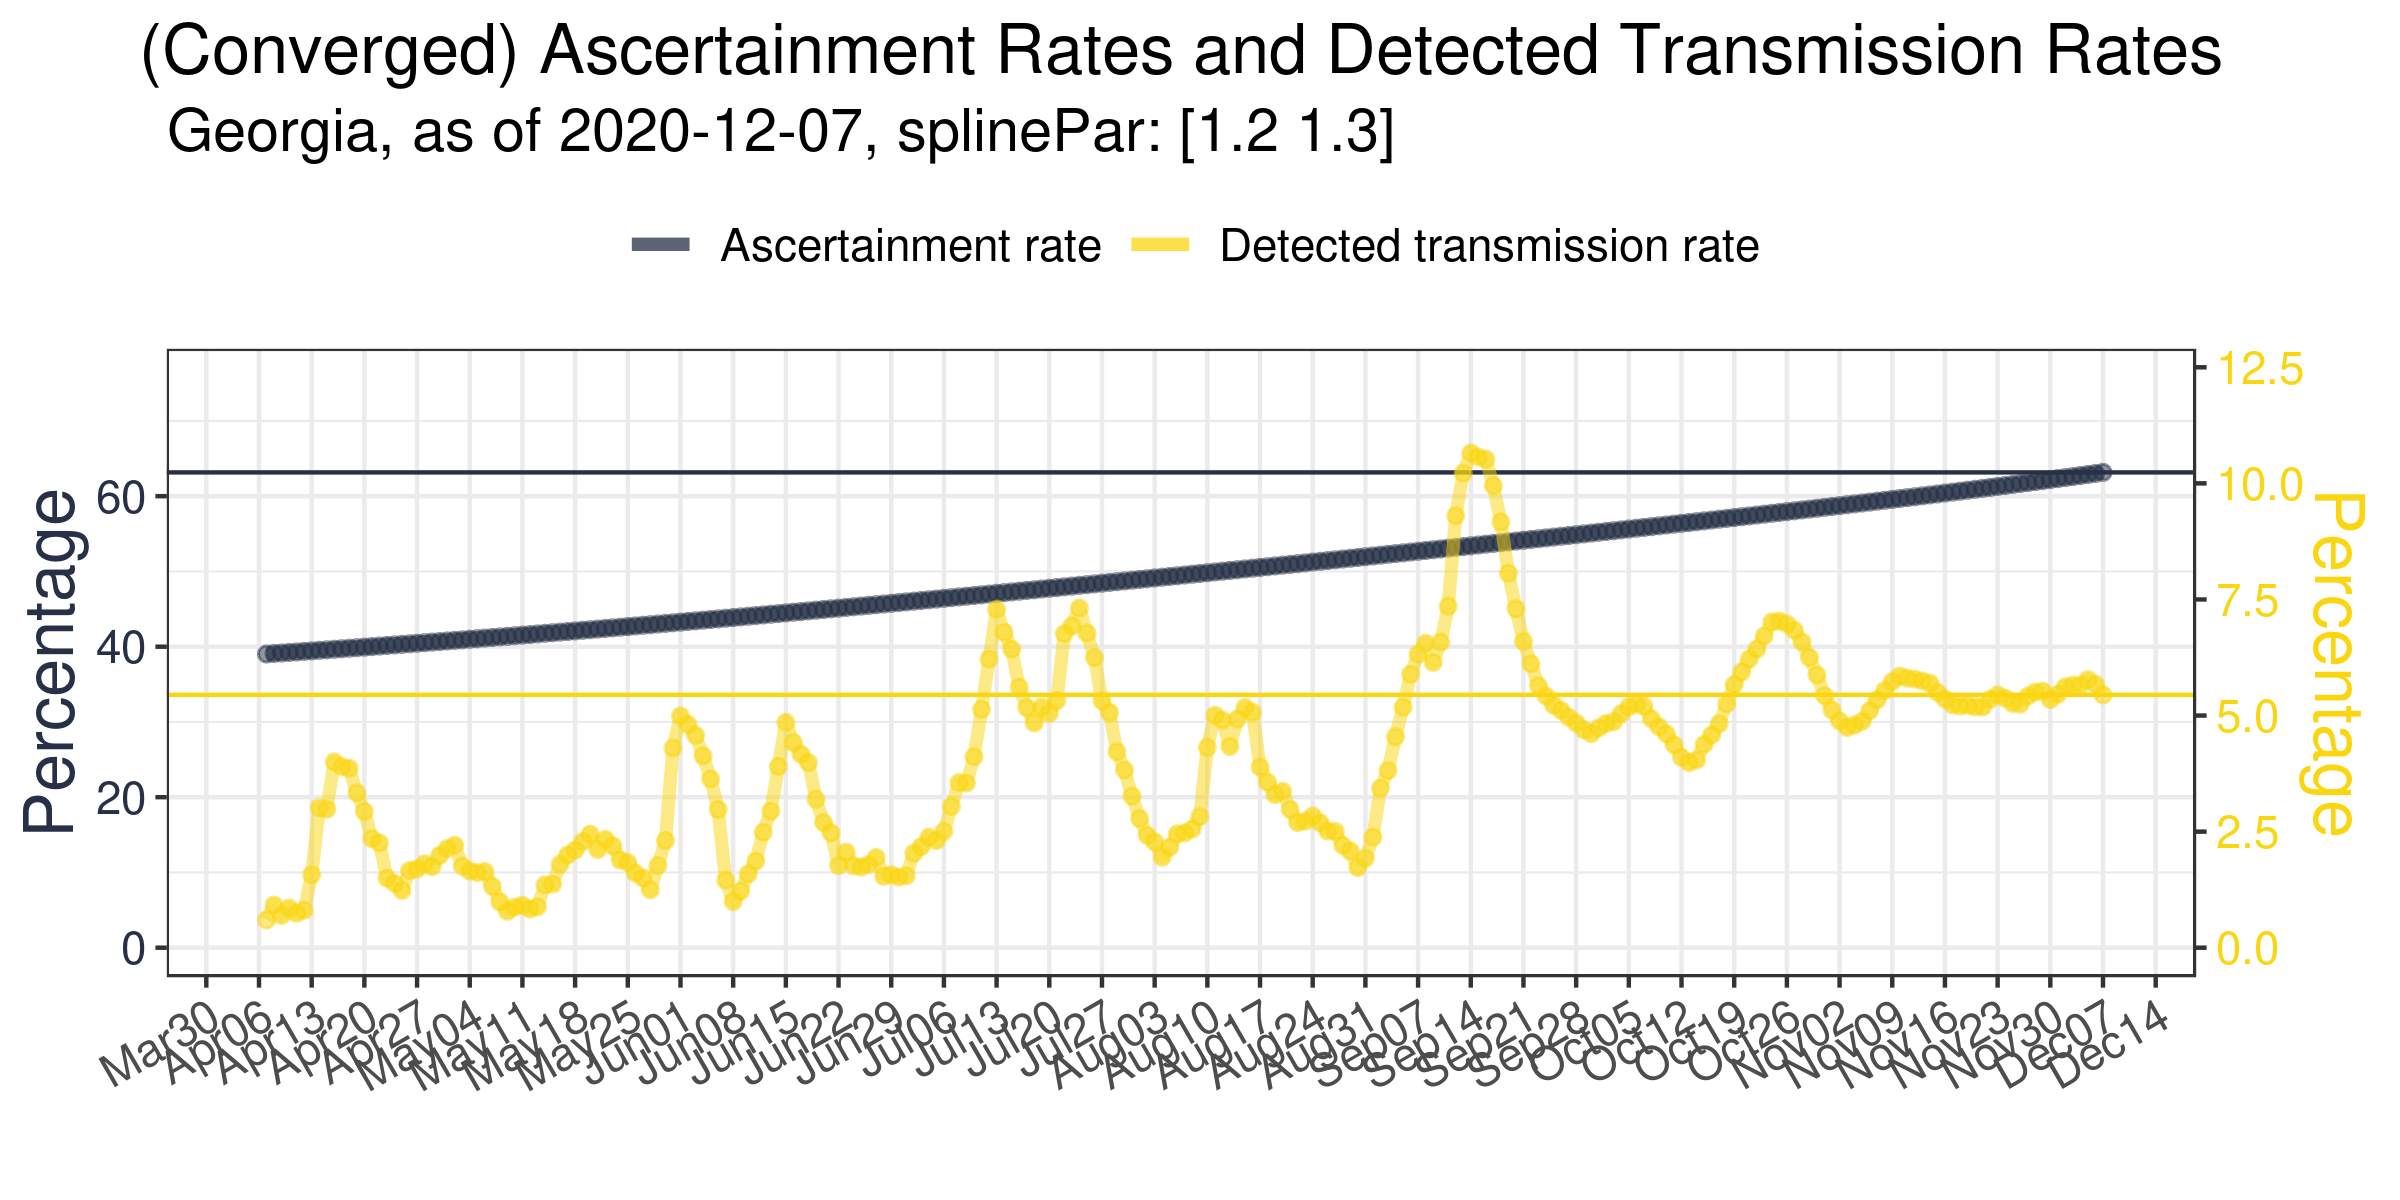 (Converged) Ascertainment Rates and Detected Transmission Rates
Georgia, as of 2020-12-07, splinePar: [1.2 1.3]
Ascertainment rate
Detected transmission rate
Percentage
60
40
20
0
12.5
10.0
7.5
5.0
2.5
0.0
Percentage
Mar30
Apr06
Apr13
Apr20
Apr27
May04
May11
May18
May25
Jun01
Jun08
Jun15
Jun22
Jun29
Jul06
Jul13
Jul20
Jul27
Aug03
Aug10
Aug17
Aug24
Aug31
Sep07
Sep14
Sep21
Sep28
Oct05
Oct12
Oct19
Oct26
Nov02
Nov09
Nov16
Nov23
Nov30
Dec07
Dec14